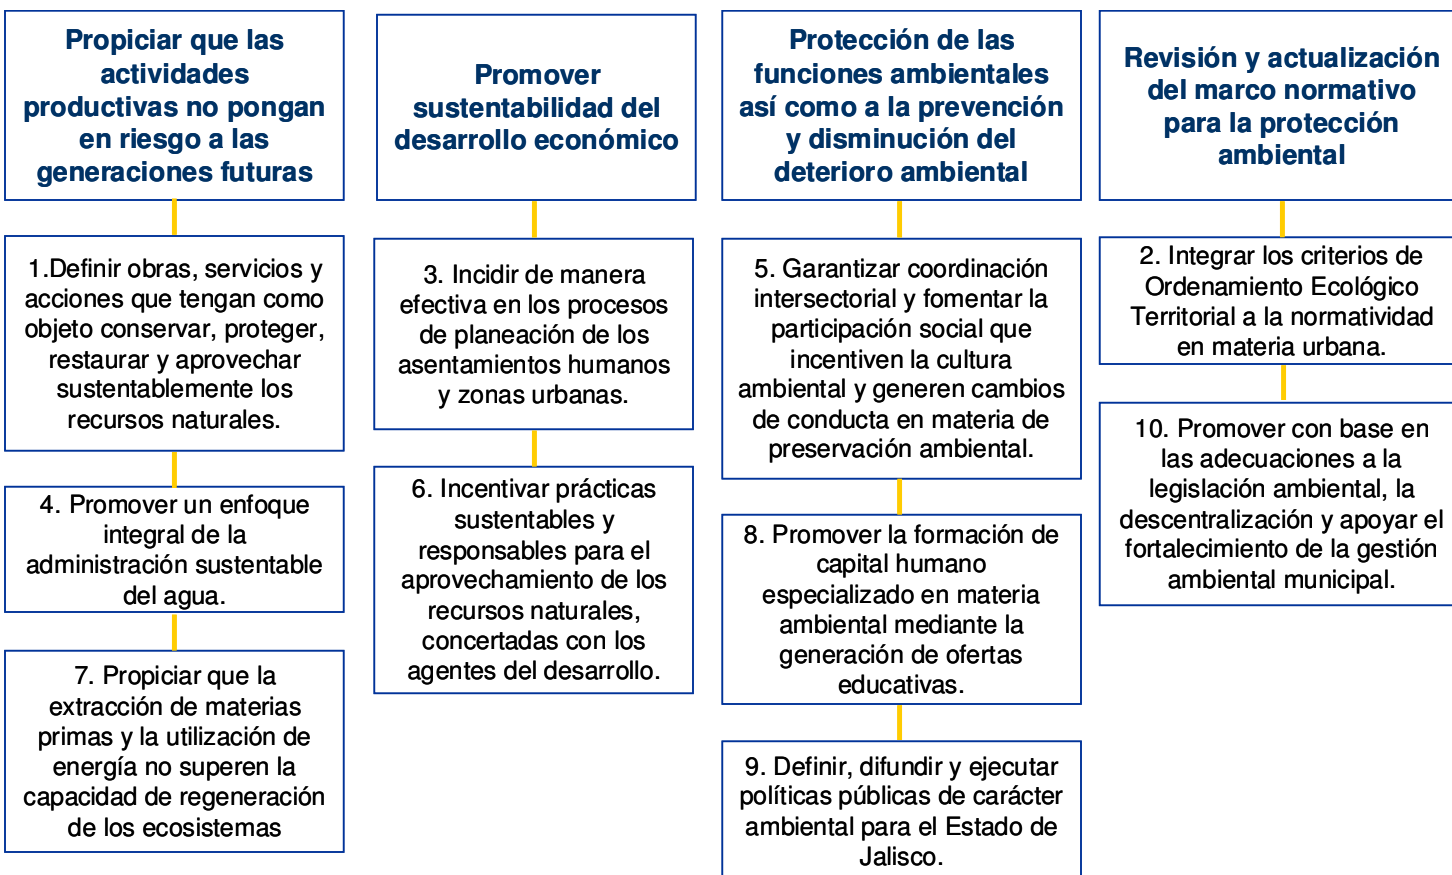 Propiciar que las
actividades
productivas no pongan
en riesgo a las
generaciones futuras
1.Definir obras, servicios y
acciones que tengan como
objeto conservar, proteger,
restaurar y aprovechar
sustentablemente los
recursos naturales.
4. Promover un enfoque
integral de la
administración sustentable
del agua.
7. Propiciar que la
extracción de materias
primas y la utilización de
energía no superen la
capacidad de regeneración
de los ecosistemas
Promover
sustentabilidad del
desarrollo económico
3. Incidir de manera
efectiva en los procesos
de planeación de los
asentamientos humanos
y zonas urbanas.
6. Incentivar prácticas
sustentables y
responsables para el
aprovechamiento de los
recursos naturales,
concertadas con los
agentes del desarrollo.
Protección de las
funciones ambientales
así como a la prevención
y disminución del
deterioro ambiental
5. Garantizar coordinación
intersectorial y fomentar la
participación social que
incentiven la cultura
ambiental y generen cambios
de conducta en materia de
preservación ambiental.
8. Promover la formación de
capital humano
especializado en materia
ambiental mediante la
generación de ofertas
educativas.
9. Definir, difundir y ejecutar
políticas públicas de carácter
ambiental para el Estado de
Jalisco.
Revisión y actualización
del marco normativo
para la protección
ambiental
2. Integrar los criterios de
Ordenamiento Ecológico
Territorial a la normatividad
en materia urbana.
10. Promover con base en
las adecuaciones a la
legislación ambiental, la
descentralización y apoyar el
fortalecimiento de la gestión
ambiental municipal.